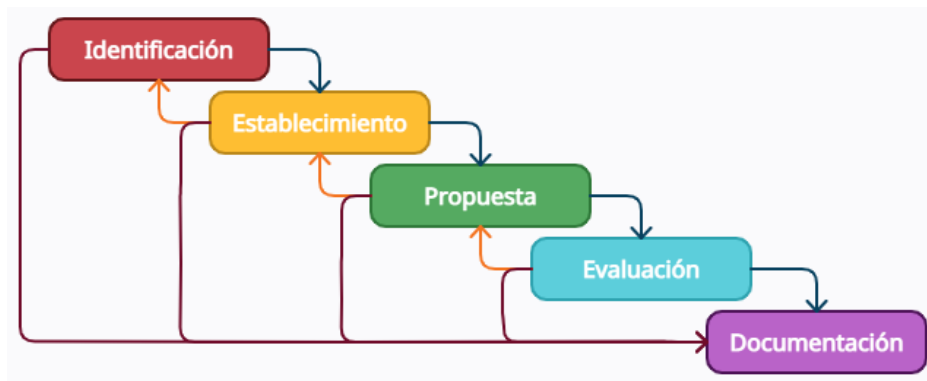 Identificación
Establecimiento
Propuesta
Evaluación
Documentación